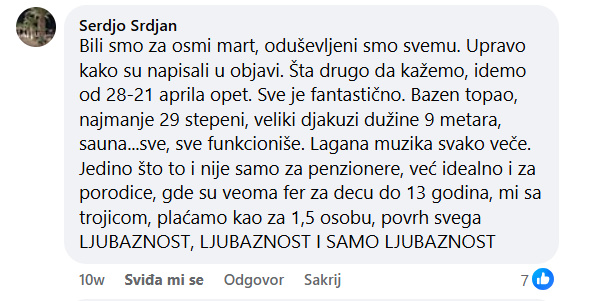 Serdjo Srdjan
Bili smo za osmi mart, oduševljeni smo svemu. Upravo
kako su napisali u objavi. Šta drugo da kažemo, idemo
od 28-21 aprila opet. Sve je fantastično. Bazen topao,
najmanje 29 stepeni, veliki djakuzi dužine 9 metara,
sauna...sve, sve funkcioniše. Lagana muzika svako veče.
Jedino što to i nije samo za penzionere, već idealno i za
porodice, gde su veoma fer za decu do 13 godina, mi sa
trojicom, plaćamo kao za 1,5 osobu, povrh svega
LJUBAZNOST, LJUBAZNOST I SAMO LJUBAZNOST
10w Sviđa mi se Odgovor Sakrij 7